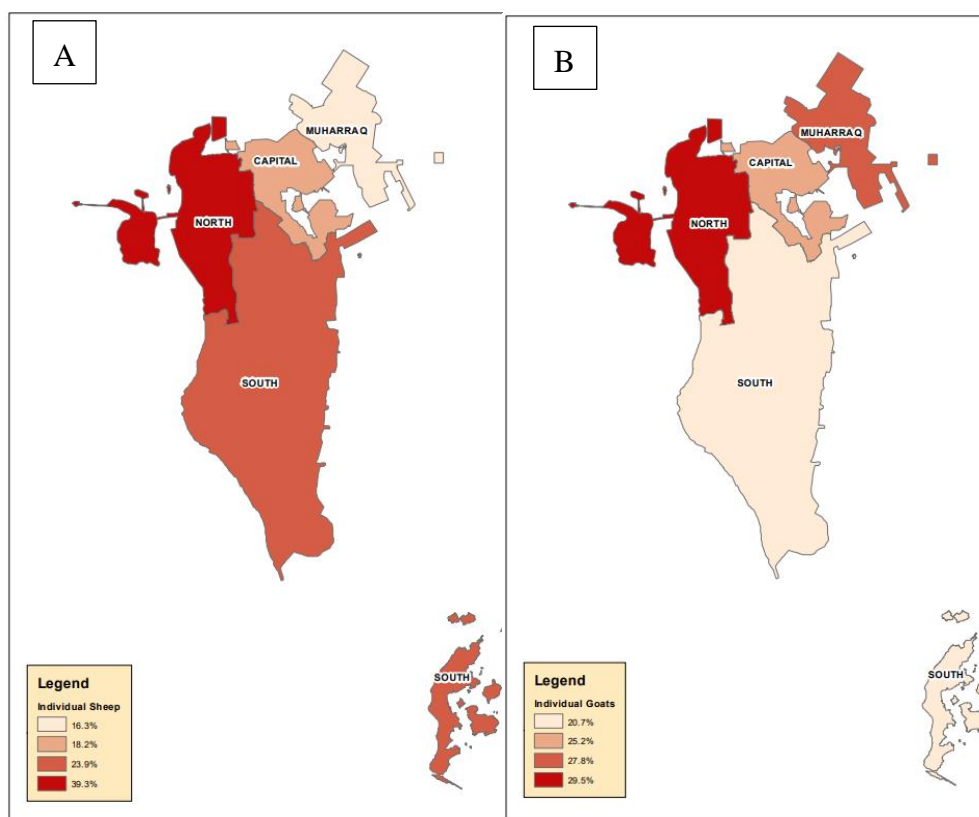 A
MUHARRAQ
CAPITAL
NORTH
SOUTH
SOUTH
Legend
Individual Sheep
16.3%
18.2%
23.9%
39.3%
B
MUHARRAQ
CAPITAL
NORTH
SOUTH
SOUTH
Legend
Individual Goats
20.7%
25.2%
27.8%
29.5%